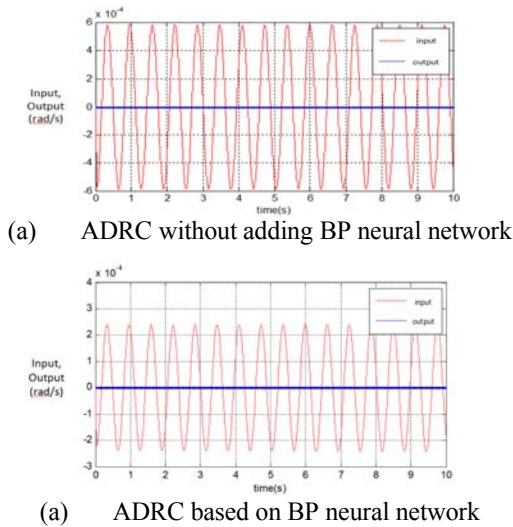 x 10⁻⁴
6
4
2
0
-2
-4
-6
Input,
Output
(rad/s)
input
output
0 1 2 3 4 5 6 7 8 9 10
time(s)
(a) ADRC without adding BP neural network
x 10⁻⁴
4
3
2
1
0
-1
-2
-3
Input,
Output
(rad/s)
input
output
0 1 2 3 4 5 6 7 8 9 10
time(s)
(a) ADRC based on BP neural network